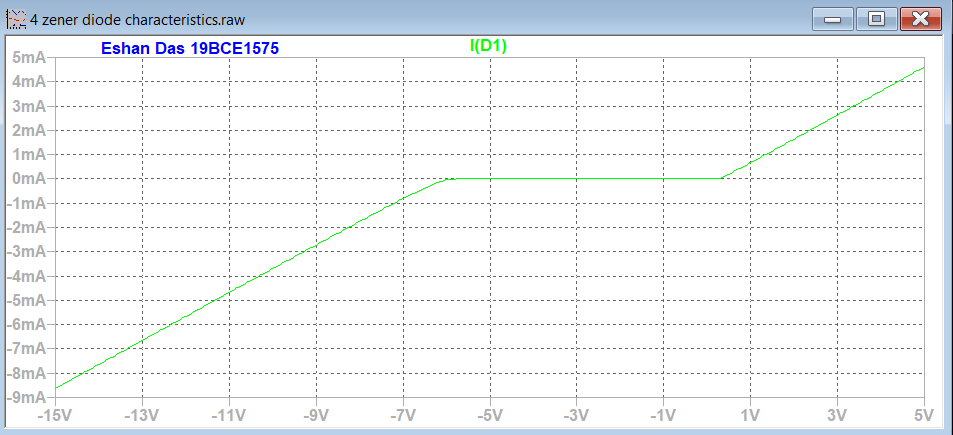 4 zener diode characteristics.raw
Eshan Das 19BCE1575 I(D1)
5mA
4mA
3mA
2mA
1mA
0mA
-1mA
-2mA
-3mA
-4mA
-5mA
-6mA
-7mA
-8mA
-9mA
-15V -13V -11V -9V -7V -5V -3V -1V 1V 3V 5V